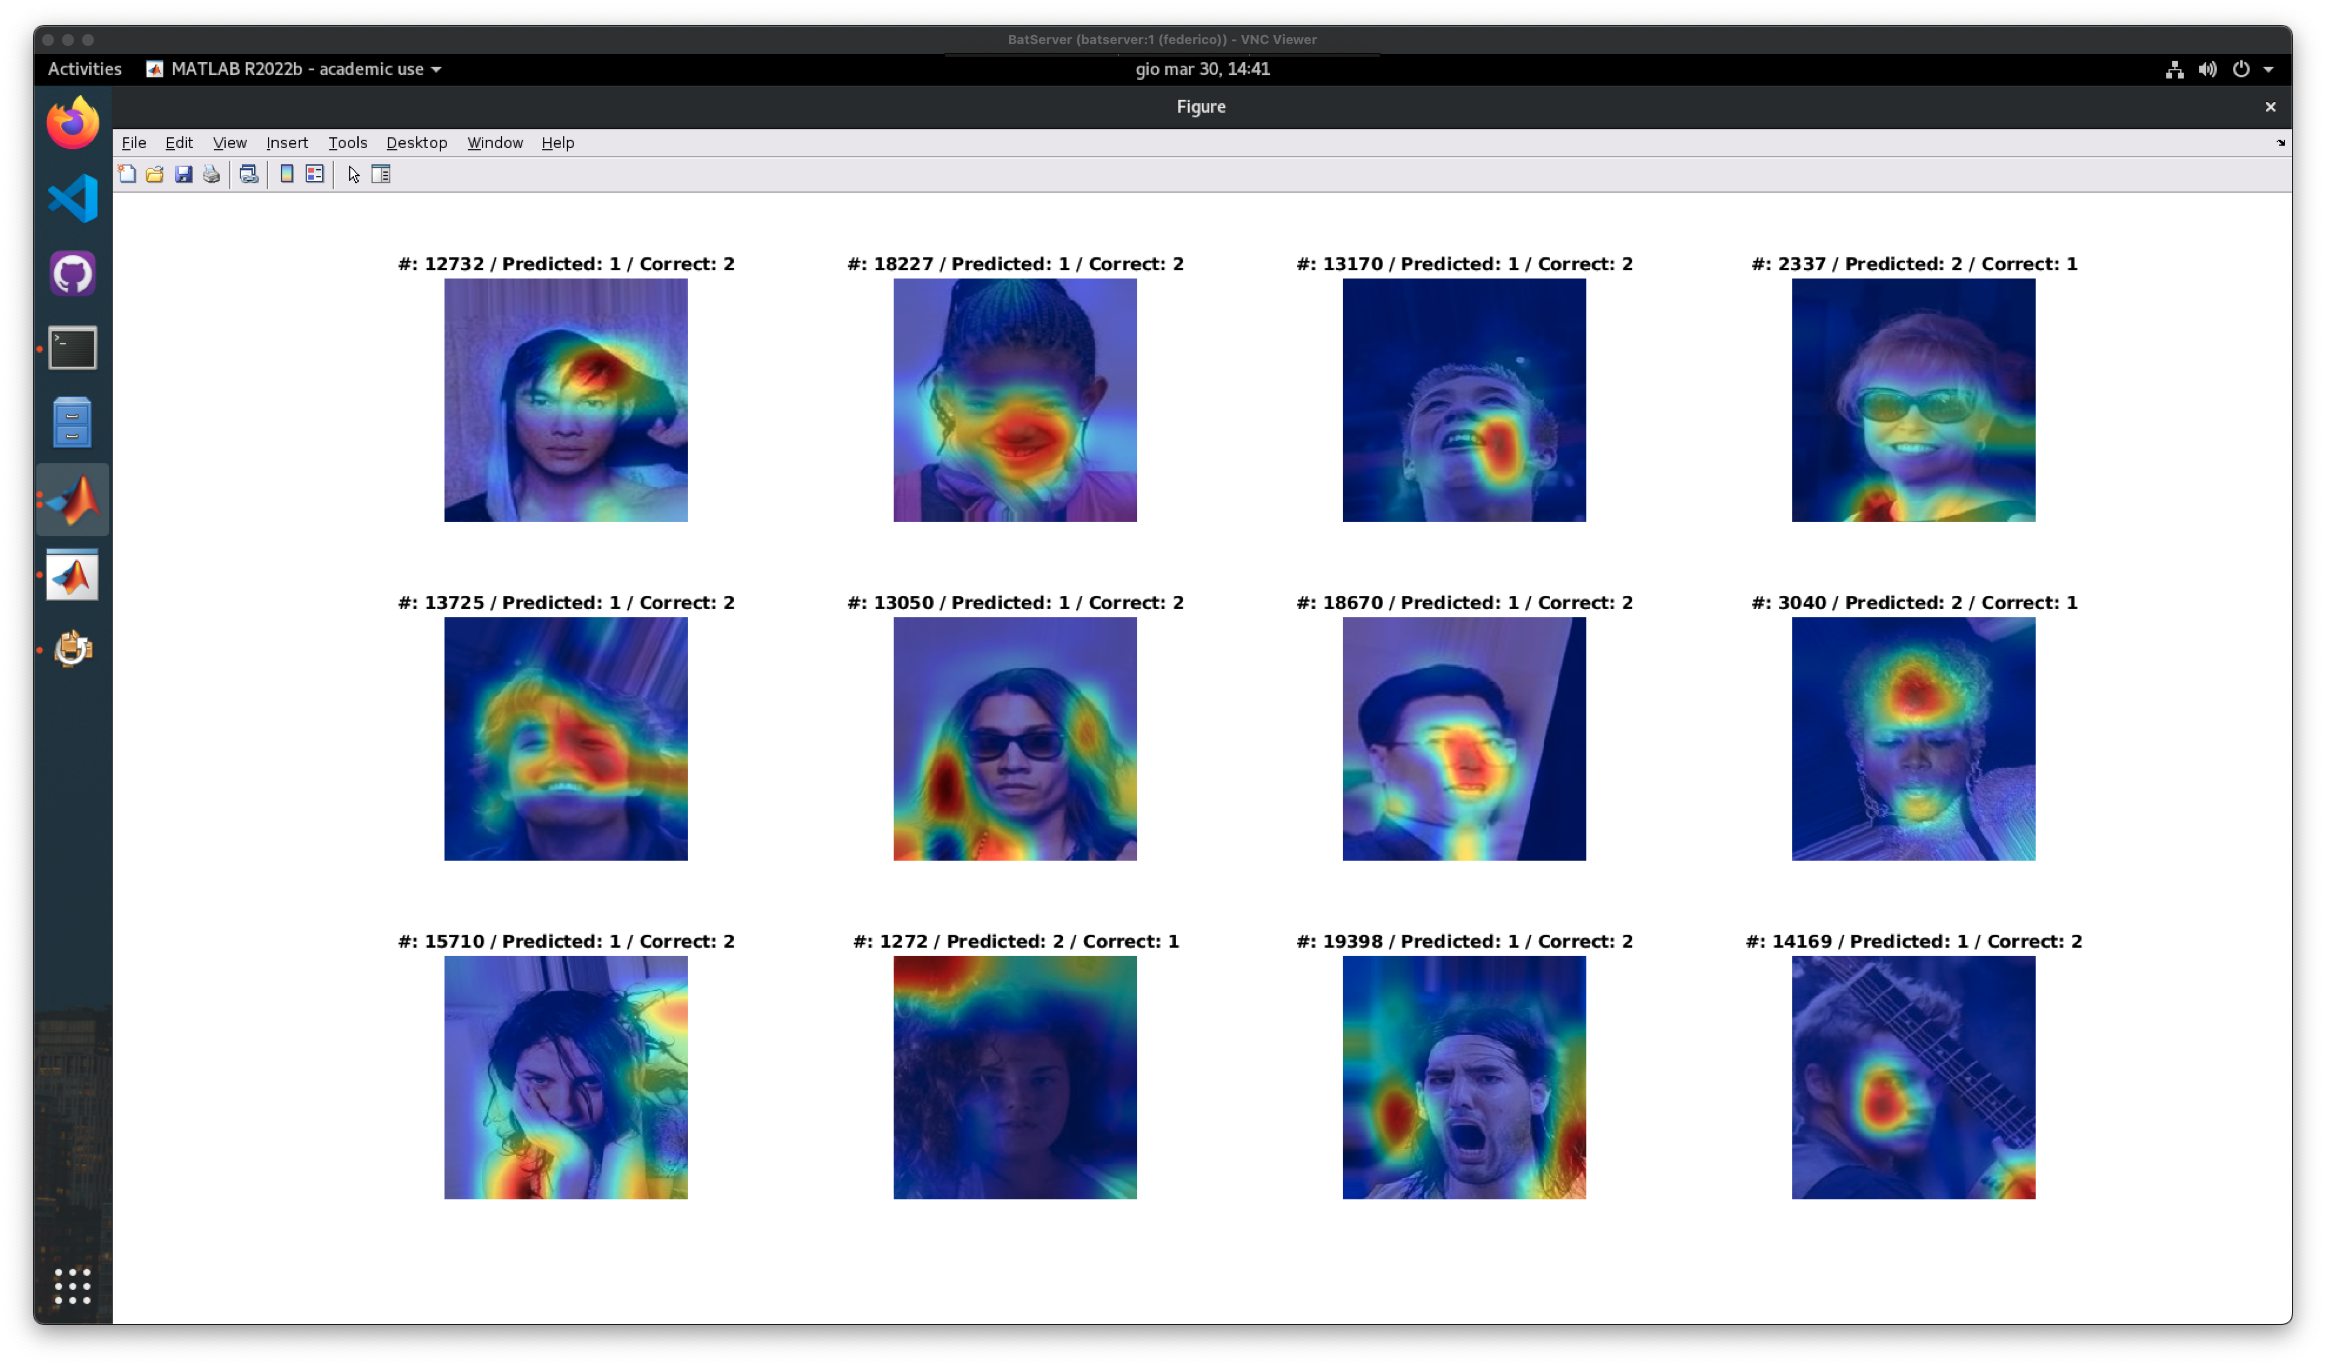 BatServer (batserver:1 (federico)) - VNC Viewer
Activities MATLAB R2022b - academic use gio mar 30, 14:41
Figure
File Edit View Insert Tools Desktop Window Help
#: 12732 / Predicted: 1 / Correct: 2 #: 18227 / Predicted: 1 / Correct: 2 #: 13170 / Predicted: 1 / Correct: 2 #: 2337 / Predicted: 2 / Correct: 1
#: 13725 / Predicted: 1 / Correct: 2 #: 13050 / Predicted: 1 / Correct: 2 #: 18670 / Predicted: 1 / Correct: 2 #: 3040 / Predicted: 2 / Correct: 1
#: 15710 / Predicted: 1 / Correct: 2 #: 1272 / Predicted: 2 / Correct: 1 #: 19398 / Predicted: 1 / Correct: 2 #: 14169 / Predicted: 1 / Correct: 2